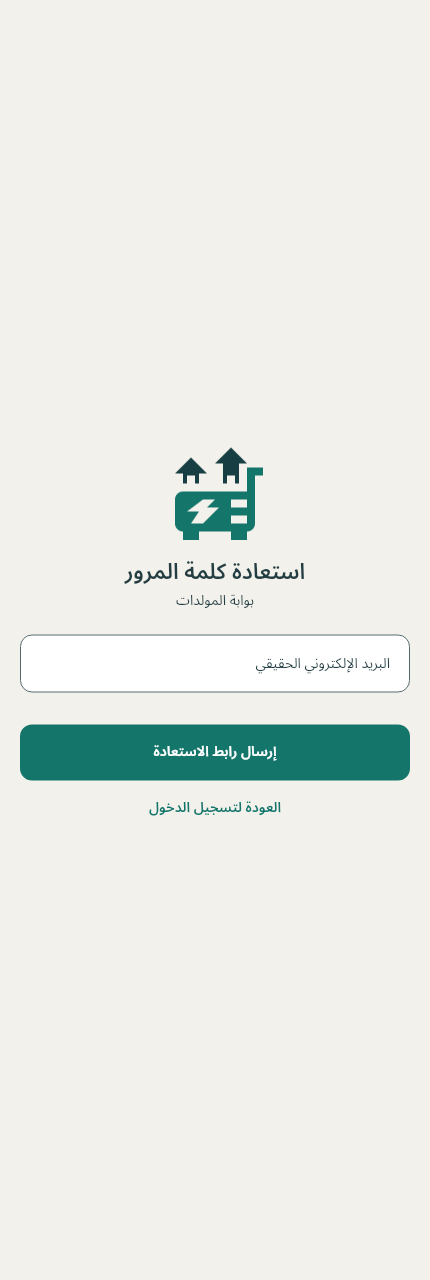 استعادة كلمة المرور
بوابة المولدات
البريد الإلكتروني الحقيقي
إرسال رابط الاستعادة
العودة لتسجيل الدخول